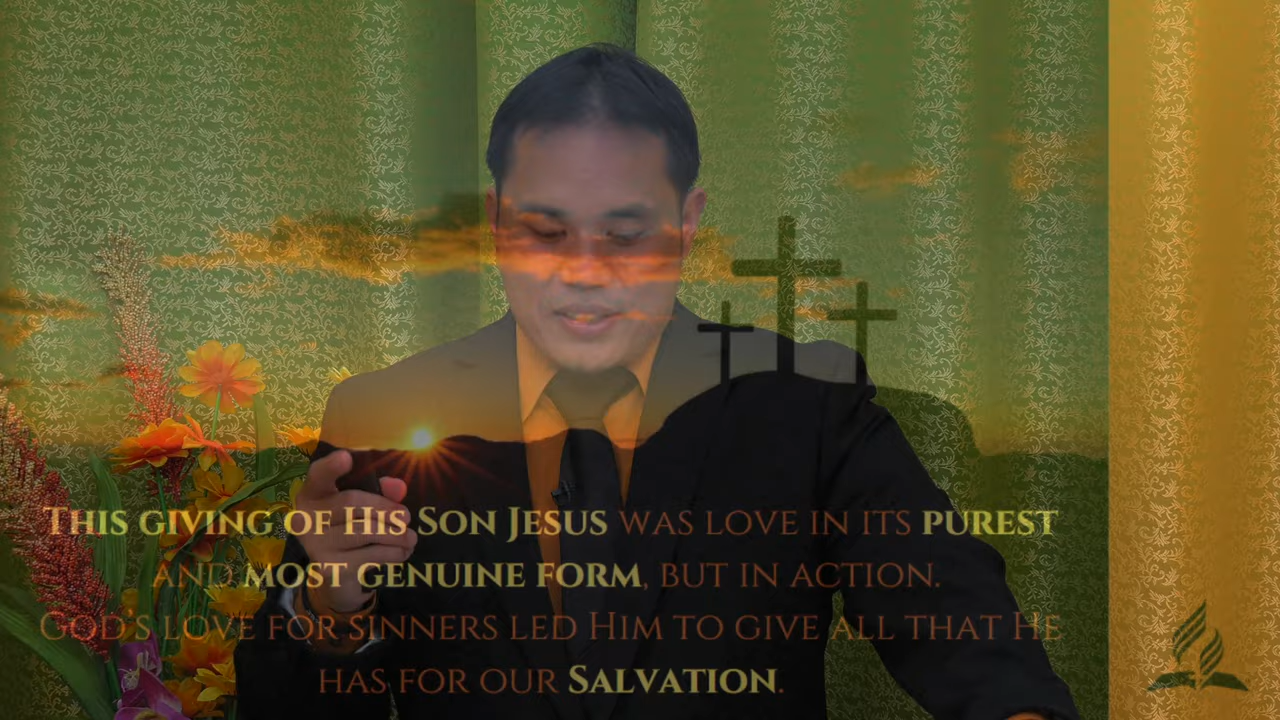 This giving of His Son Jesus was love in its purest
and most genuine form, but in action.
God's love for sinners led Him to give all that He
has for our Salvation.